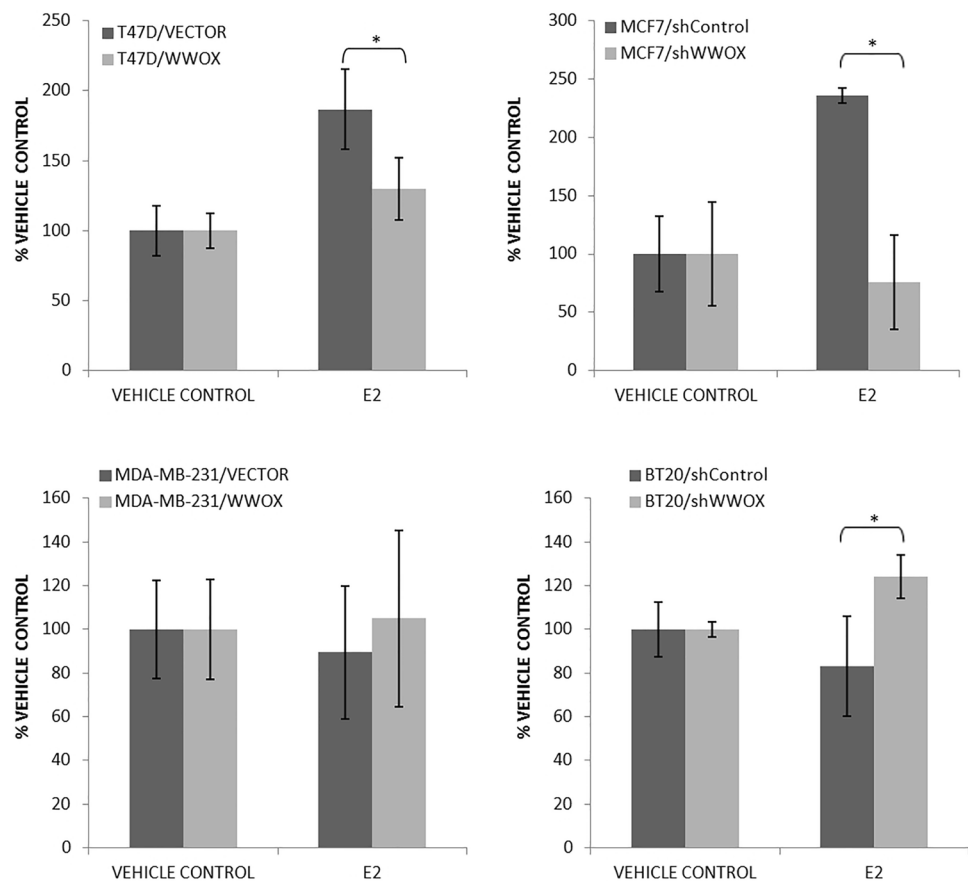 250
200
150
100
50
0
% VEHICLE CONTROL
T47D/VECTOR
T47D/WWOX
*
VEHICLE CONTROL
E2
300
250
200
150
100
50
0
% VEHICLE CONTROL
MCF7/shControl
MCF7/shWWOX
*
VEHICLE CONTROL
E2
160
140
120
100
80
60
40
20
0
% VEHICLE CONTROL
MDA-MB-231/VECTOR
MDA-MB-231/WWOX
VEHICLE CONTROL
E2
160
140
120
100
80
60
40
20
0
% VEHICLE CONTROL
BT20/shControl
BT20/shWWOX
*
VEHICLE CONTROL
E2